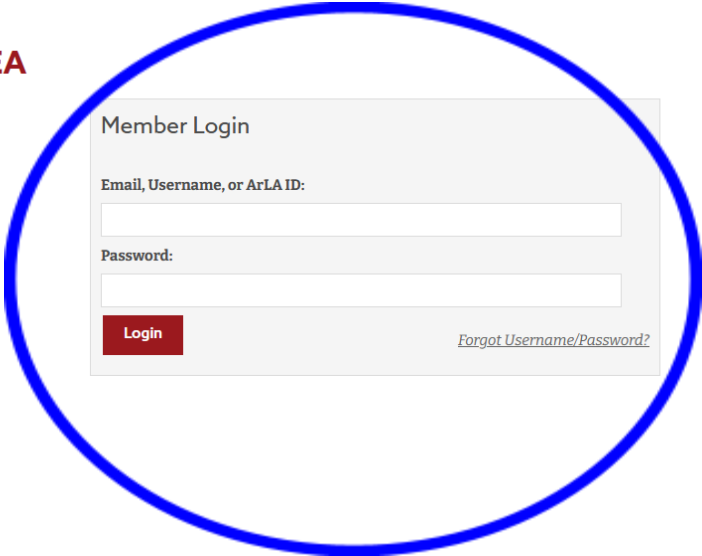 EA
Member Login
Email, Username, or ArLA ID:
Password:
Login
Forgot Username/Password?